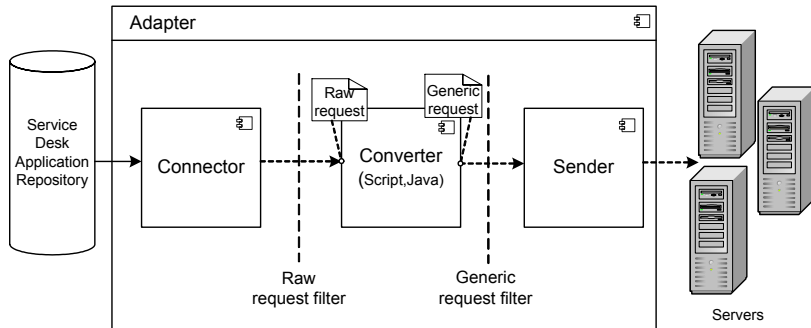 Adapter
Service
Desk
Application
Repository
Connector
Raw
request
Generic
request
Converter
(Script,Java)
Sender
Raw
request filter
Generic
request filter
Servers